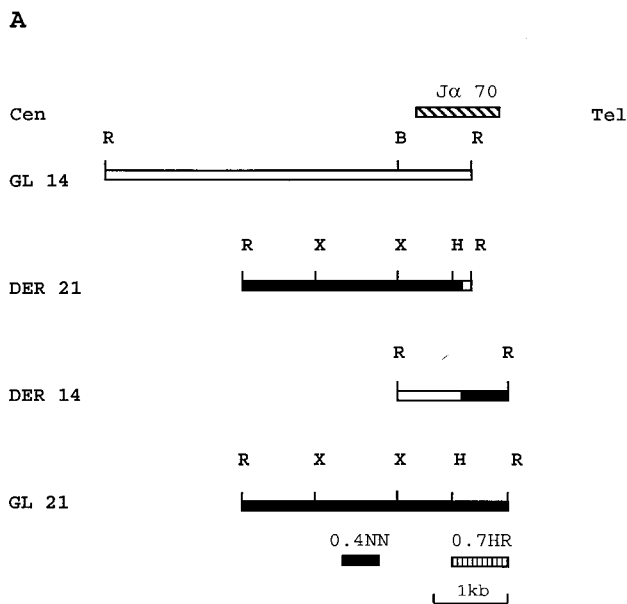 A
Jα 70
Cen Tel
R B R
GL 14
R X X H R
DER 21
R R
DER 14
R X X H R
GL 21
0.4NN 0.7HR
1kb